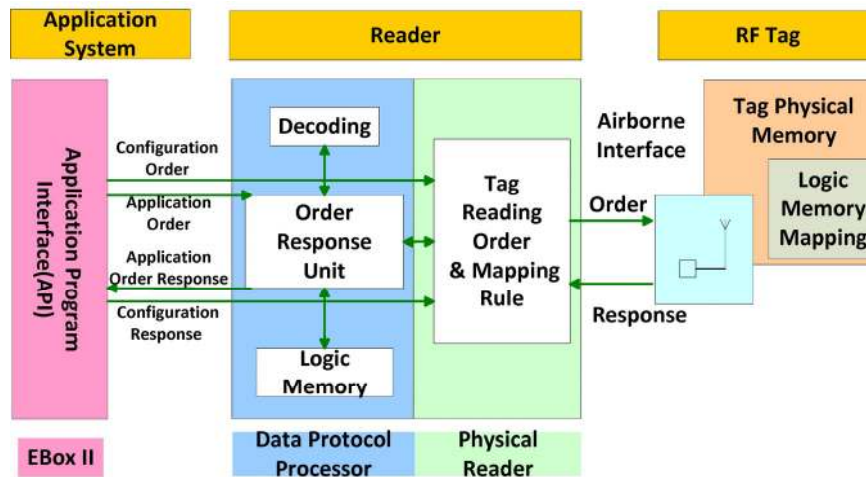 Application
System
Reader
RF Tag
Application Program
Interface(API)
Configuration
Order
Application
Order
Application
Order Response
Configuration
Response
Decoding
Order
Response
Unit
Logic
Memory
Tag
Reading
Order
& Mapping
Rule
Airborne
Interface
Order
Response
Tag Physical
Memory
Logic
Memory
Mapping
EBox II
Data Protocol
Processor
Physical
Reader